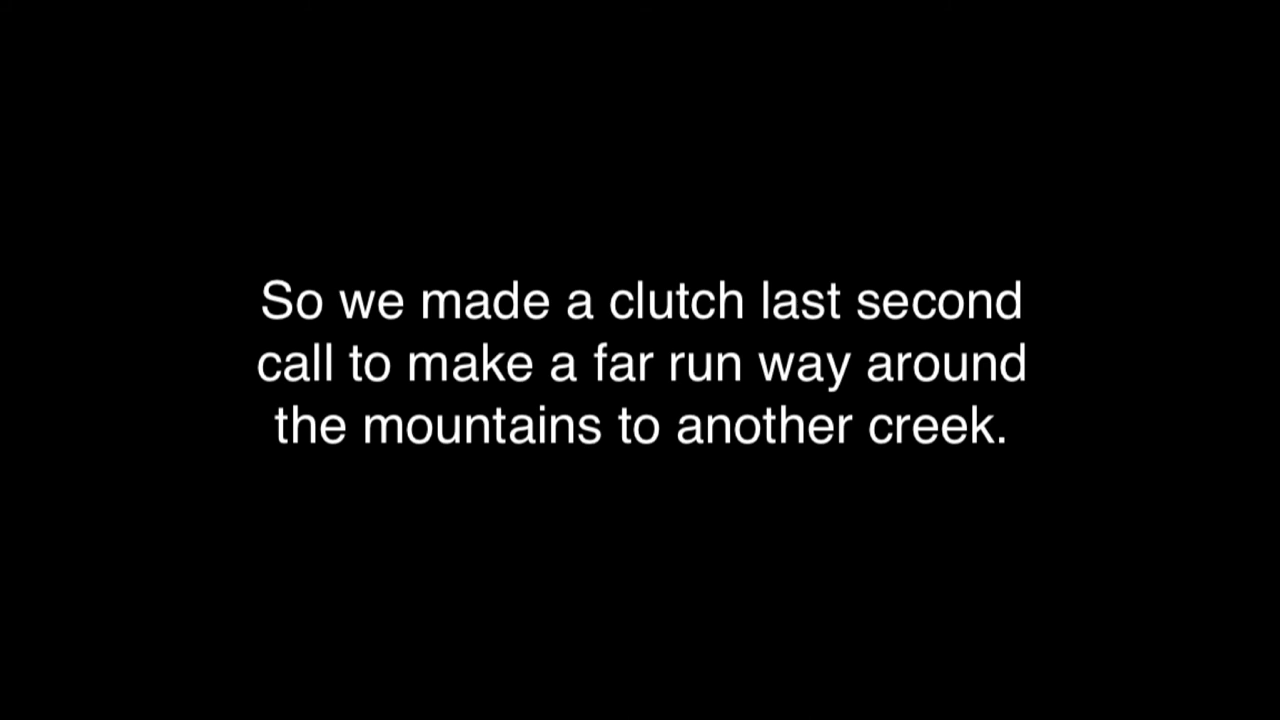 So we made a clutch last second
call to make a far run way around
the mountains to another creek.